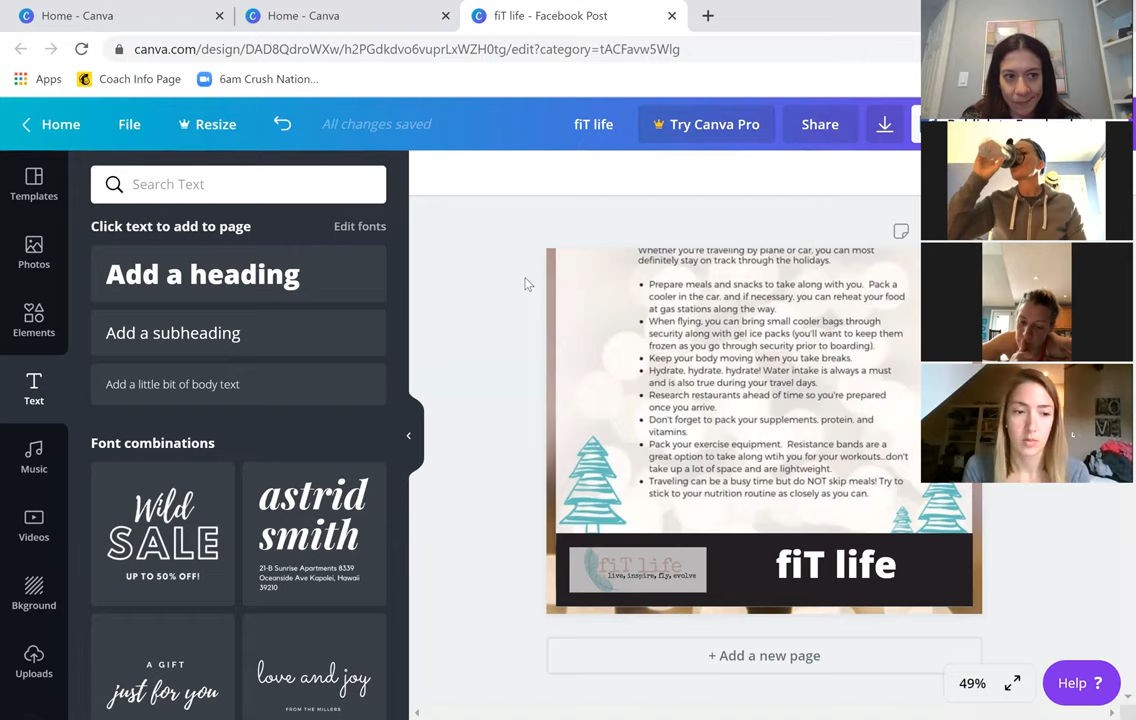 Home - Canva
Home - Canva
fiT life - Facebook Post
canva.com/design/DAD8QdroWXw/h2PGdkdvo6vuprLxWZH0tg/edit?category=tACFavw5Wlg
Apps
Coach Info Page
6am Crush Nation...
Home
File
Resize
All changes saved
fiT life
Try Canva Pro
Share
Templates
Photos
Elements
Text
Music
Videos
Bkground
Uploads
Search Text
Click text to add to page
Edit fonts
Add a heading
Add a subheading
Add a little bit of body text
Font combinations
Wild
SALE
UP TO 50% OFF!
astrid
smith
21-B Sunrise Apartments 8339
Oceanside Ave Kapolei, Hawaii
39210
A GIFT
just for you
love and joy
FROM THE MILLERS
Whether you're traveling by plane or car, you can most
definitely stay on track through the holidays.
Prepare meals and snacks to take along with you. Pack a
cooler in the car, and if necessary, you can reheat your food
at gas stations along the way.
When flying, you can bring small cooler bags through
security along with gel ice packs (you'll want to keep them
frozen as you go through security prior to boarding).
Keep your body moving when you take breaks.
Hydrate, hydrate, hydrate! Water intake is always a must
and is also true during your travel days.
Research restaurants ahead of time so you're prepared
once you arrive.
Don't forget to pack your supplements, protein, and
vitamins.
Pack your exercise equipment. Resistance bands are a
great option to take along wtih you for your workouts...don't
take up a lot of space and are lightweight.
Traveling can be a busy time but do NOT skip meals! Try to
stick to your nutrition routine as closely as you can.
fiT life
live, inspire, fly, evolve
fiT life
+ Add a new page
49%
Help ?